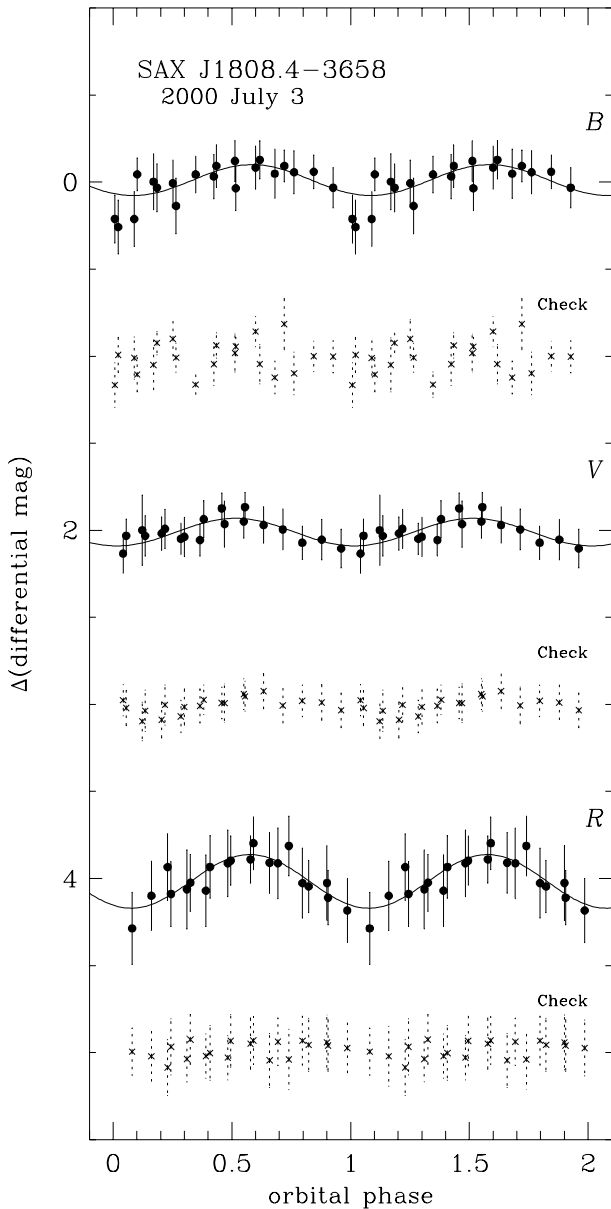 SAX J1808.4−3658
2000 July 3
B
0
Check
V
2
Check
R
4
Check
Δ(differential mag)
0 0.5 1 1.5 2
orbital phase